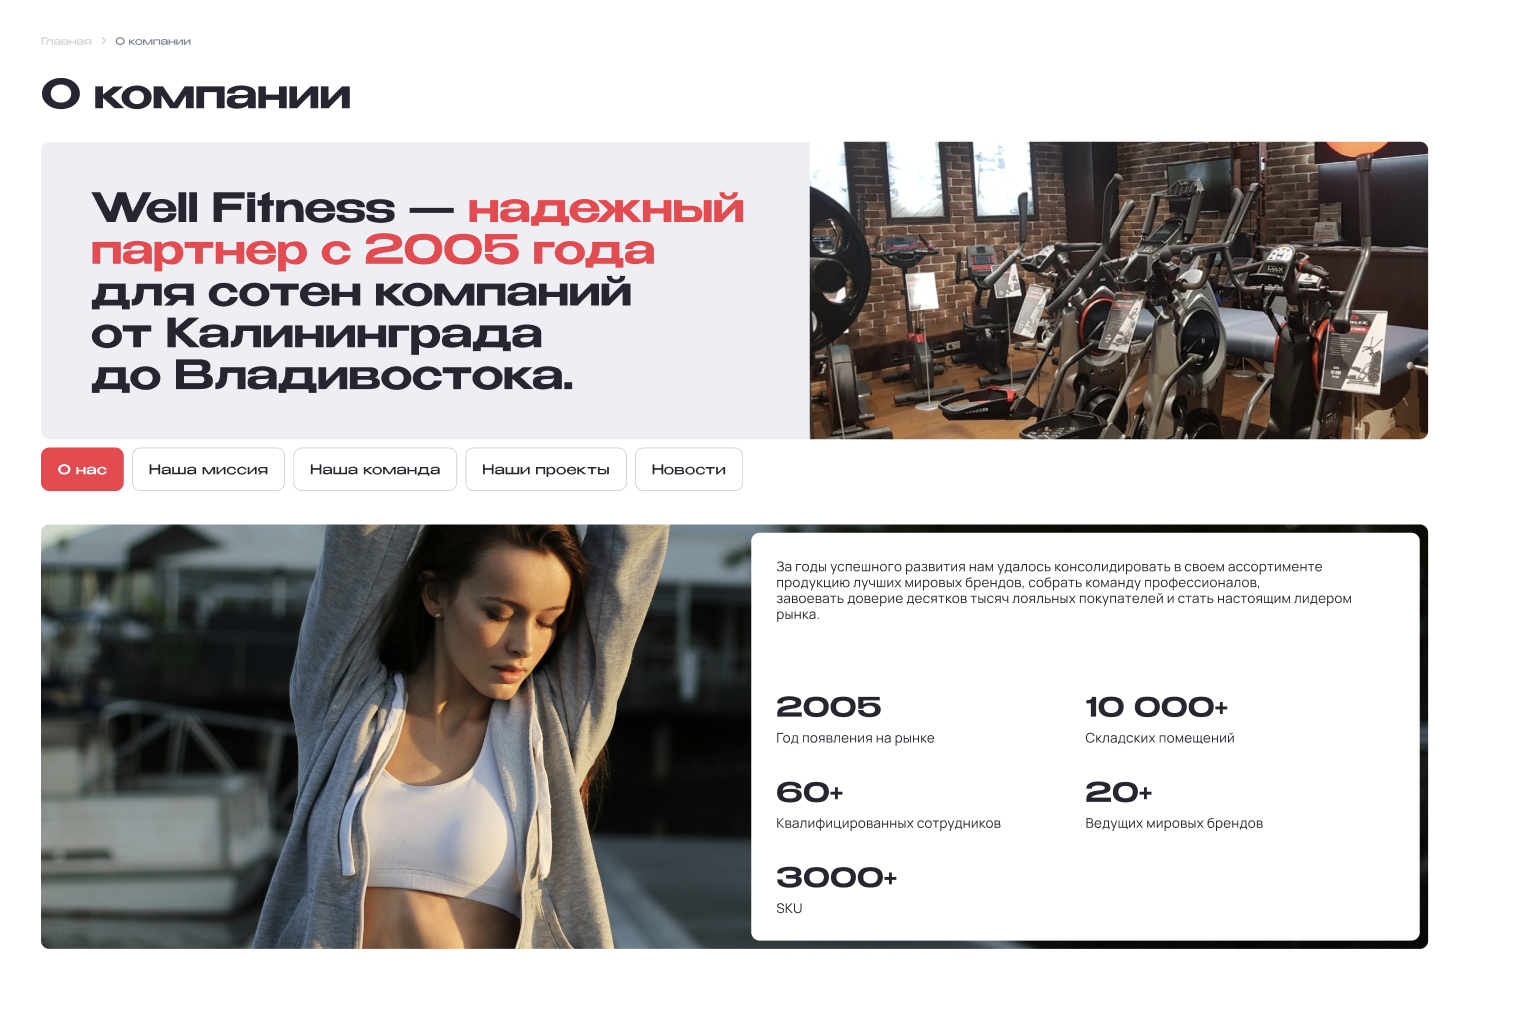 Главная > О компании
О компании
Well Fitness — надежный
партнер с 2005 года
для сотен компаний
от Калининграда
до Владивостока.
О нас
Наша миссия
Наша команда
Наши проекты
Новости
За годы успешного развития нам удалось консолидировать в своем ассортименте
продукцию лучших мировых брендов, собрать команду профессионалов,
завоевать доверие десятков тысяч лояльных покупателей и стать настоящим лидером
рынка.
2005
Год появления на рынке
10 000+
Складских помещений
60+
Квалифицированных сотрудников
20+
Ведущих мировых брендов
3000+
SKU